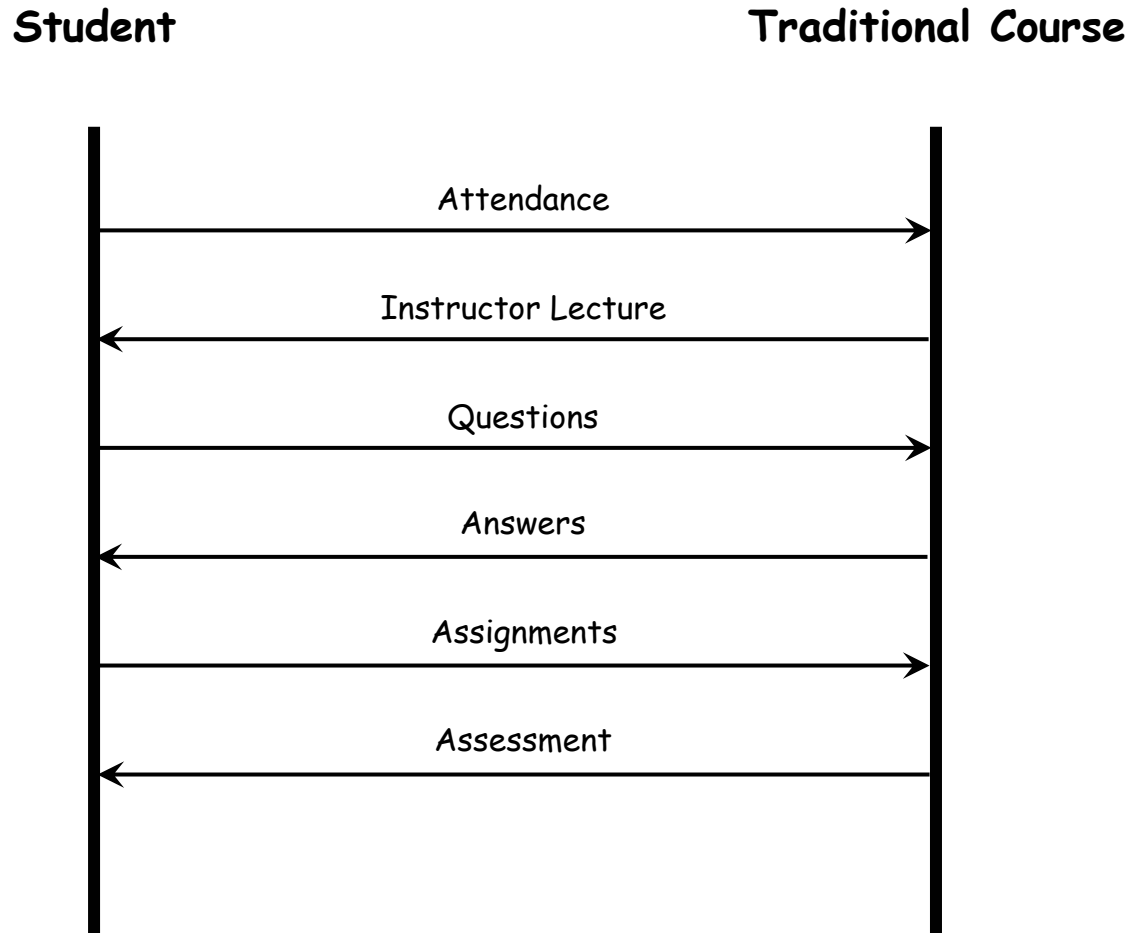 Student
Traditional Course
Attendance
Instructor Lecture
Questions
Answers
Assignments
Assessment